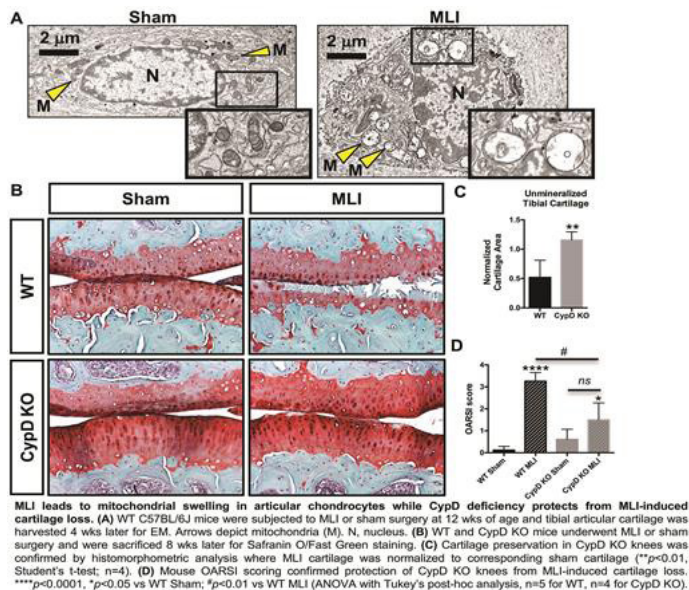 A
Sham
MLI
2 μm
M
N
M
2 μm
N
M
M
B
Sham
MLI
WT
CypD KO
C
Unmineralized
Tibial Cartilage
Normalized
Cartilage Area
1.5
1.0
0.5
0.0
**
WT CypD KO
D
OARSI score
4
3
2
1
0
****
#
ns
*
WT Sham
WT MLI
CypD KO Sham
CypD KO MLI
MLI leads to mitochondrial swelling in articular chondrocytes while CypD deficiency protects from MLI-induced
cartilage loss. (A) WT C57BL/6J mice were subjected to MLI or sham surgery at 12 wks of age and tibial articular cartilage was
harvested 4 wks later for EM. Arrows depict mitochondria (M). N, nucleus. (B) WT and CypD KO mice underwent MLI or sham
surgery and were sacrificed 8 wks later for Safranin O/Fast Green staining. (C) Cartilage preservation in CypD KO knees was
confirmed by histomorphometric analysis where MLI cartilage was normalized to corresponding sham cartilage (**p<0.01,
Student's t-test; n=4). (D) Mouse OARSI scoring confirmed protection of CypD KO knees from MLI-induced cartilage loss.
****p<0.0001, *p<0.05 vs WT Sham; #p<0.01 vs WT MLI (ANOVA with Tukey's post-hoc analysis, n=5 for WT, n=4 for CypD KO).